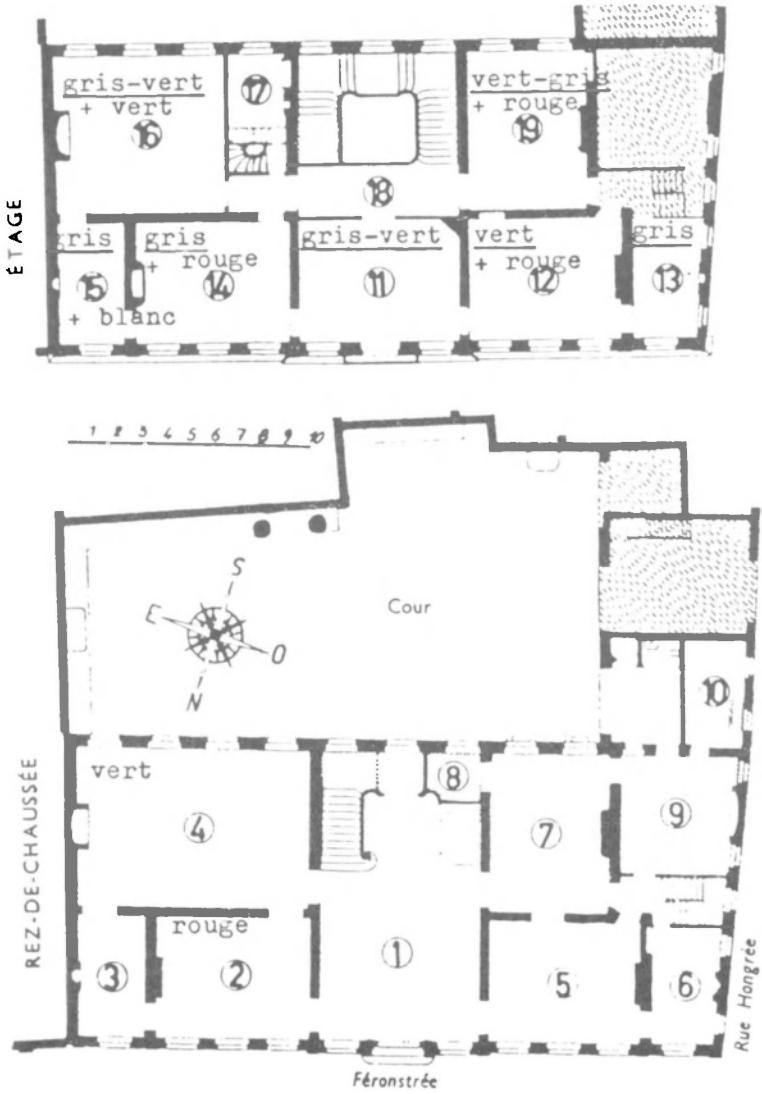 ÉTAGE
gris-vert
+ vert
16
17
18
vert-gris
+ rouge
19
gris
15
+ blanc
gris
+ rouge
14
gris-vert
11
vert
+ rouge
12
gris
13
1 2 3 4 5 6 7 8 9 10
S
E
O
N
Cour
REZ-DE-CHAUSSÉE
vert
4
8
7
9
10
3
rouge
2
1
5
6
Rue Hongrée
Féronstrée